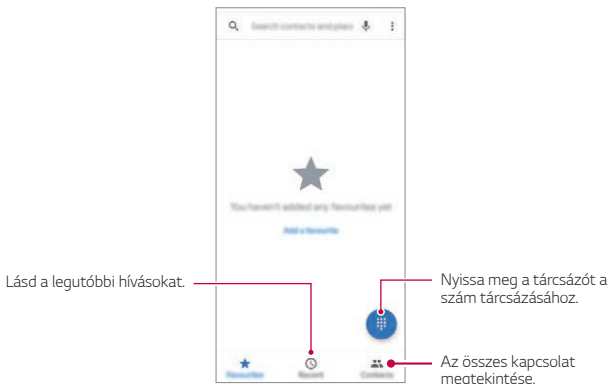 Search contacts and place
You haven't added any favourites yet
Add a favourite
Lásd a legutóbbi hívásokat.
Nyissa meg a tárcsázót a
szám tárcsázásához.
Favourites Recent Contacts
Az összes kapcsolat
megtekintése.